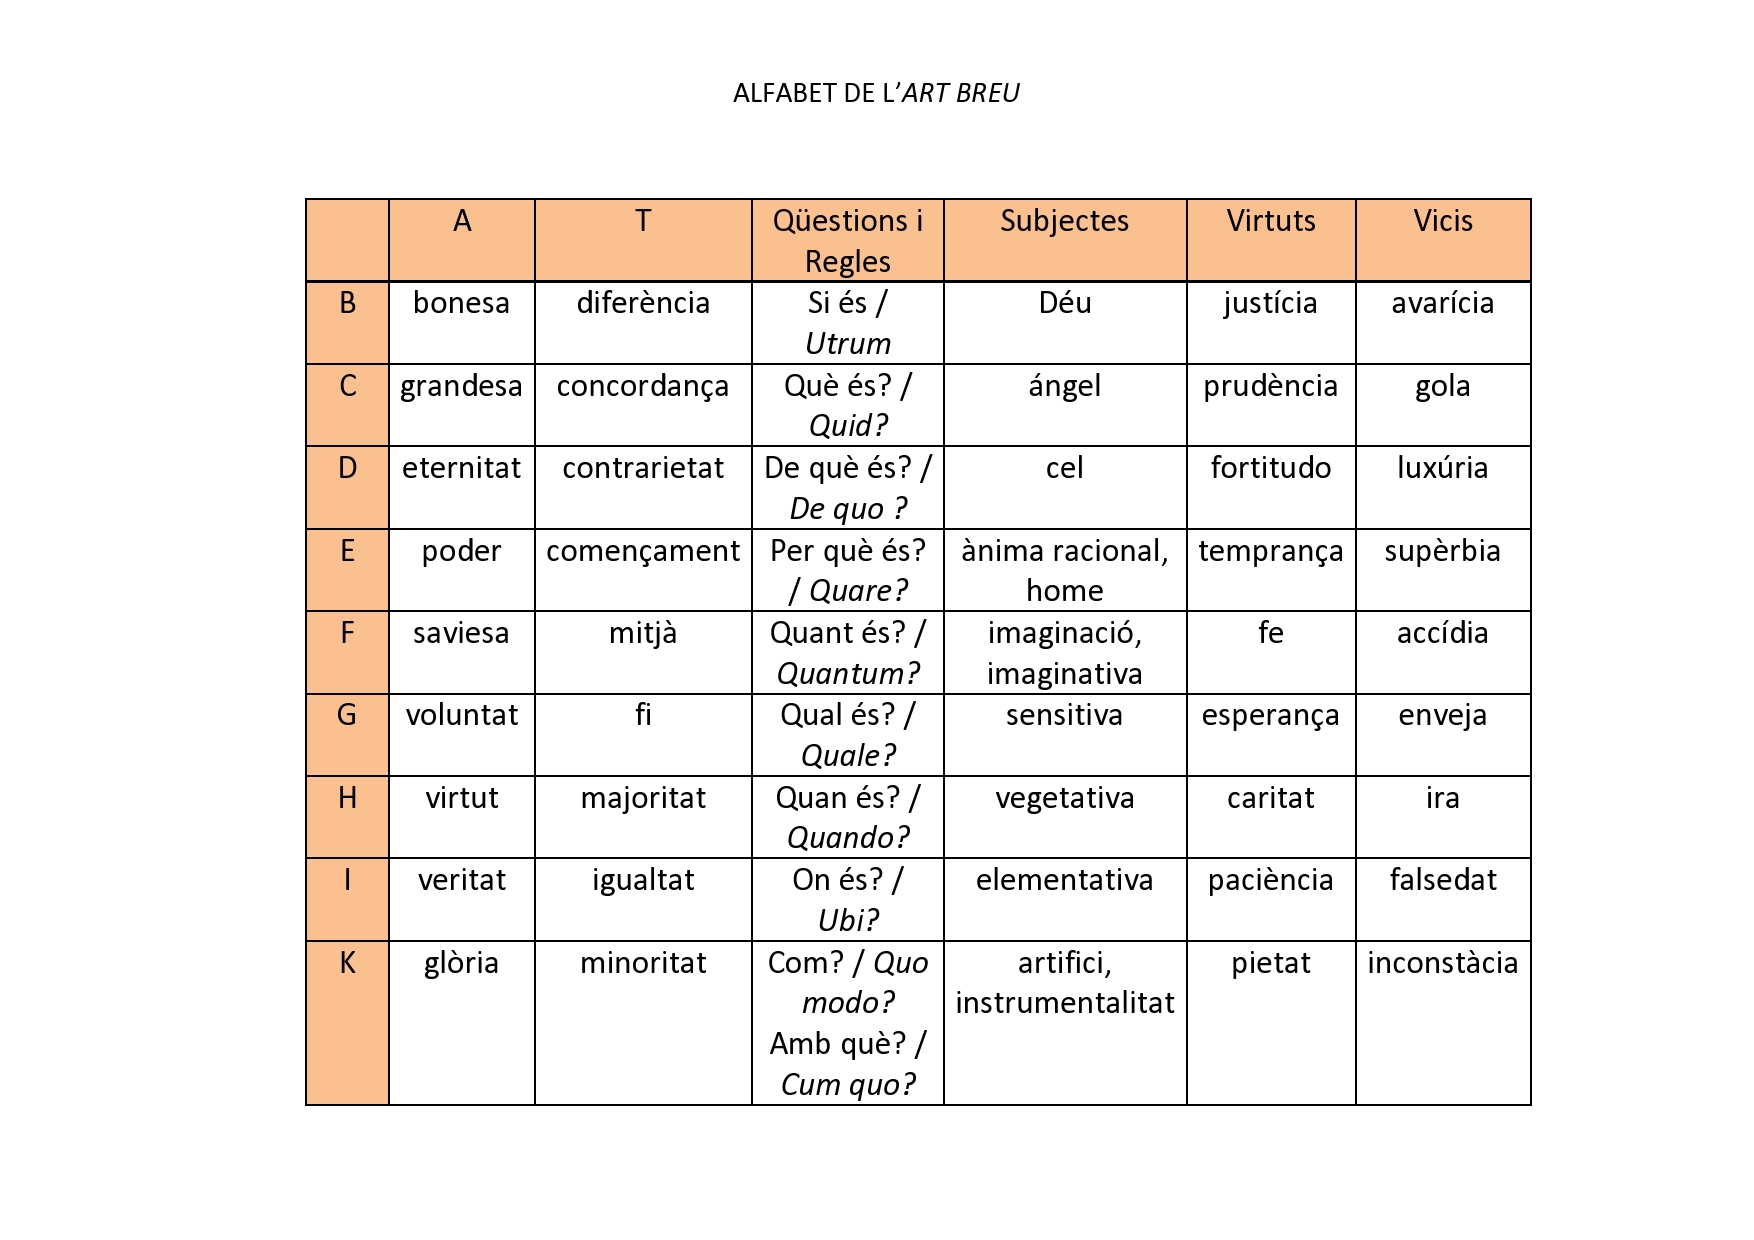 ALFABET DE L’ART BREU
A T Qüestions i Regles Subjectes Virtuts Vicis
B bonesa diferència Si és / Utrum Déu justícia avarícia
C grandesa concordança Què és? / Quid? ángel prudència gola
D eternitat contrarietat De què és? / De quo ? cel fortitudo luxúria
E poder començament Per què és? / Quare? ànima racional, home temprança supèrbia
F saviesa mitjà Quant és? / Quantum? imaginació, imaginativa fe accídia
G voluntat fi Qual és? / Quale? sensitiva esperança enveja
H virtut majoritat Quan és? / Quando? vegetativa caritat ira
I veritat igualtat On és? / Ubi? elementativa paciència falsedat
K glòria minoritat Com? / Quo modo? Amb què? / Cum quo? artifici, instrumentalitat pietat inconstàcia